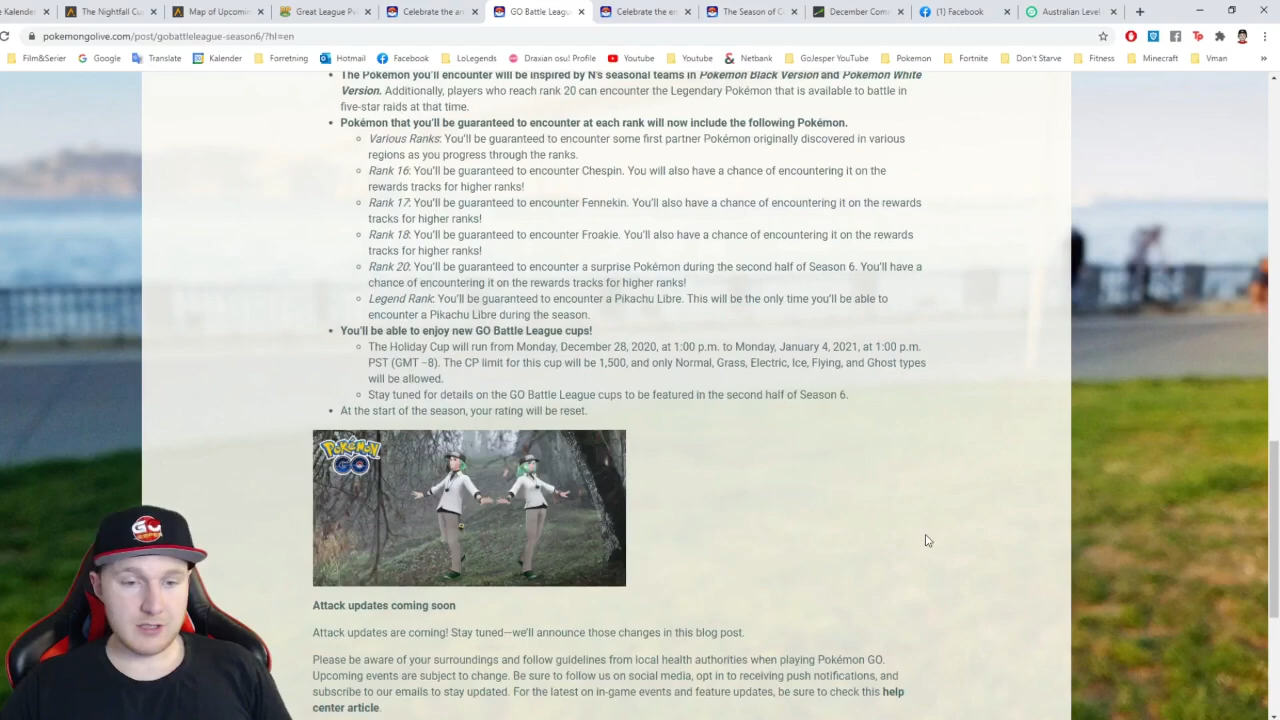 Kalender
The Nightfall Cu
Map of Upcomin
Great League Pv
Celebrate the an
GO Battle Leagu
Celebrate the en
The Season of C
December Com
(1) Facebook
Australian Level
pokemongolive.com/post/gobattleleague-season6/?hl=en
Film&Serier
Google
Translate
Kalender
Forretning
Hotmail
Facebook
LoLegends
Draxian osu! Profile
Youtube
Youtube
Netbank
GoJesper YouTube
Pokemon
Fortnite
Don't Starve
Fitness
Minecraft
Vman
• The Pokémon you'll encounter will be inspired by N's seasonal teams in Pokémon Black Version and Pokémon White
Version. Additionally, players who reach rank 20 can encounter the Legendary Pokémon that is available to battle in
five-star raids at that time.
• Pokémon that you'll be guaranteed to encounter at each rank will now include the following Pokémon.
◦ Various Ranks: You'll be guaranteed to encounter some first partner Pokémon originally discovered in various
regions as you progress through the ranks.
◦ Rank 16: You'll be guaranteed to encounter Chespin. You will also have a chance of encountering it on the
rewards tracks for higher ranks!
◦ Rank 17: You'll be guaranteed to encounter Fennekin. You'll also have a chance of encountering it on the rewards
tracks for higher ranks!
◦ Rank 18: You'll be guaranteed to encounter Froakie. You'll also have a chance of encountering it on the rewards
tracks for higher ranks!
◦ Rank 20: You'll be guaranteed to encounter a surprise Pokémon during the second half of Season 6. You'll have a
chance of encountering it on the rewards tracks for higher ranks!
◦ Legend Rank: You'll be guaranteed to encounter a Pikachu Libre. This will be the only time you'll be able to
encounter a Pikachu Libre during the season.
• You'll be able to enjoy new GO Battle League cups!
◦ The Holiday Cup will run from Monday, December 28, 2020, at 1:00 p.m. to Monday, January 4, 2021, at 1:00 p.m.
PST (GMT −8). The CP limit for this cup will be 1,500, and only Normal, Grass, Electric, Ice, Flying, and Ghost types
will be allowed.
◦ Stay tuned for details on the GO Battle League cups to be featured in the second half of Season 6.
• At the start of the season, your rating will be reset.
POKéMON
GO
Attack updates coming soon
Attack updates are coming! Stay tuned—we'll announce those changes in this blog post.
Please be aware of your surroundings and follow guidelines from local health authorities when playing Pokémon GO.
Upcoming events are subject to change. Be sure to follow us on social media, opt in to receiving push notifications, and
subscribe to our emails to stay updated. For the latest on in-game events and feature updates, be sure to check this help
center article.
GO